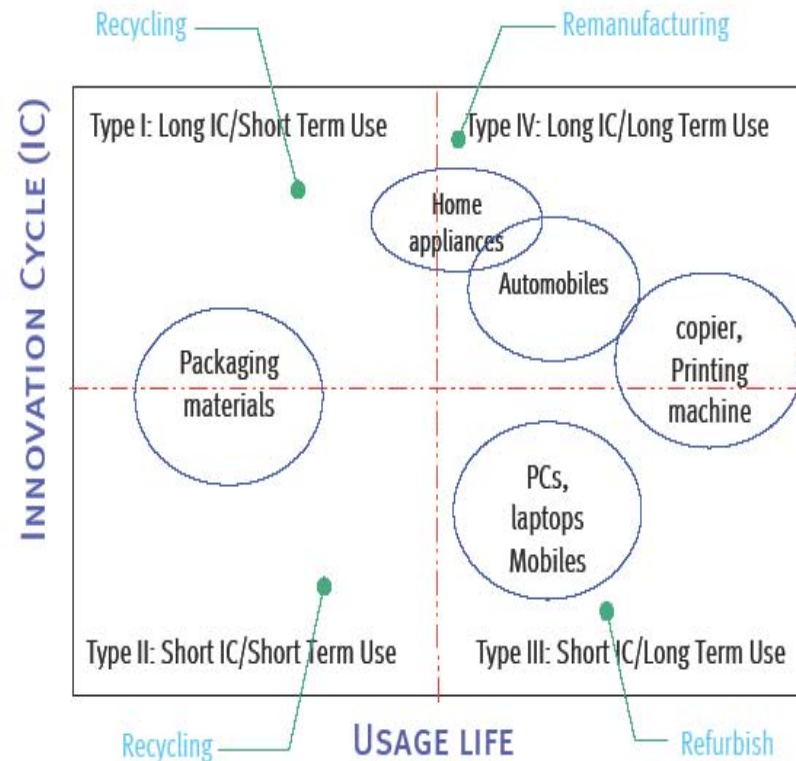 Recycling
Remanufacturing
INNOVATION CYCLE (IC)
Type I: Long IC/Short Term Use
Type IV: Long IC/Long Term Use
Home
appliances
Automobiles
copier,
Printing
machine
Packaging
materials
PCs,
laptops
Mobiles
Type II: Short IC/Short Term Use
Type III: Short IC/Long Term Use
Recycling
USAGE LIFE
Refurbish